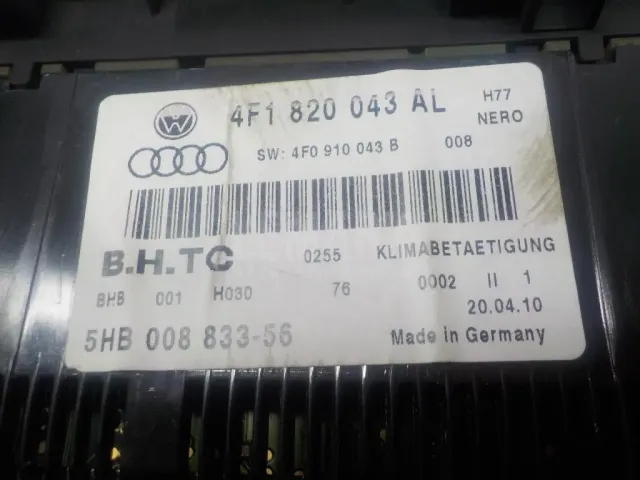 4F1 820 043 AL H77
NERO
SW: 4F0 910 043 B 008
B.H.TC 0255 KLIMABETAETIGUNG
BHB 001 H030 76 0002 II 1
20.04.10
5HB 008 833-56 Made in Germany